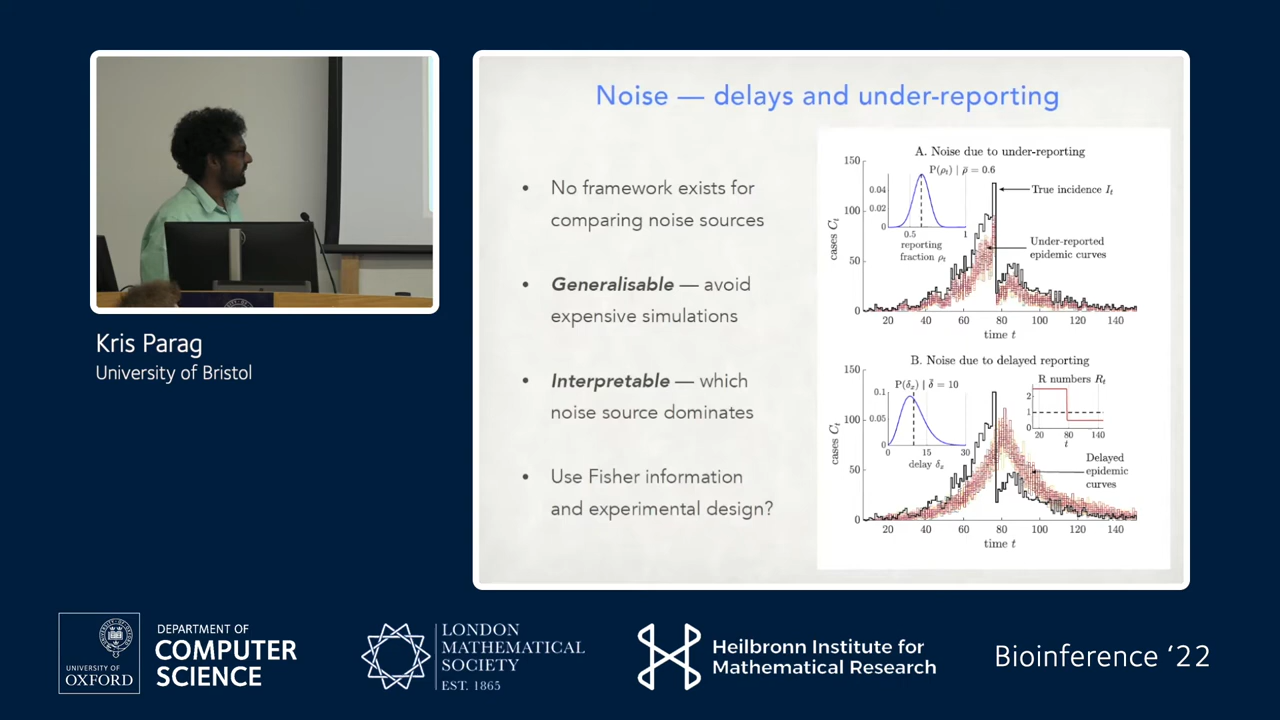 Noise — delays and under-reporting
• No framework exists for
comparing noise sources
• Generalisable — avoid
expensive simulations
• Interpretable — which
noise source dominates
• Use Fisher information
and experimental design?
A. Noise due to under-reporting
150
100
50
0
cases Cₜ
P(ρₜ) | ρ̄ = 0.6
0.04
0.02
0
0.5 1
reporting
fraction ρₜ
True incidence Iₜ
Under-reported
epidemic curves
20 40 60 80 100 120 140
time t
B. Noise due to delayed reporting
150
100
50
0
cases Cₜ
P(δₓ) | δ̄ = 10
0.1
0.05
0
0 15 30
delay δₓ
R numbers Rₜ
2
1
0
20 80 140
t
Delayed
epidemic
curves
20 40 60 80 100 120 140
time t
Kris Parag
University of Bristol
UNIVERSITY OF
OXFORD
DEPARTMENT OF
COMPUTER
SCIENCE
LONDON
MATHEMATICAL
SOCIETY
EST. 1865
Heilbronn Institute for
Mathematical Research
Bioinference ‘22